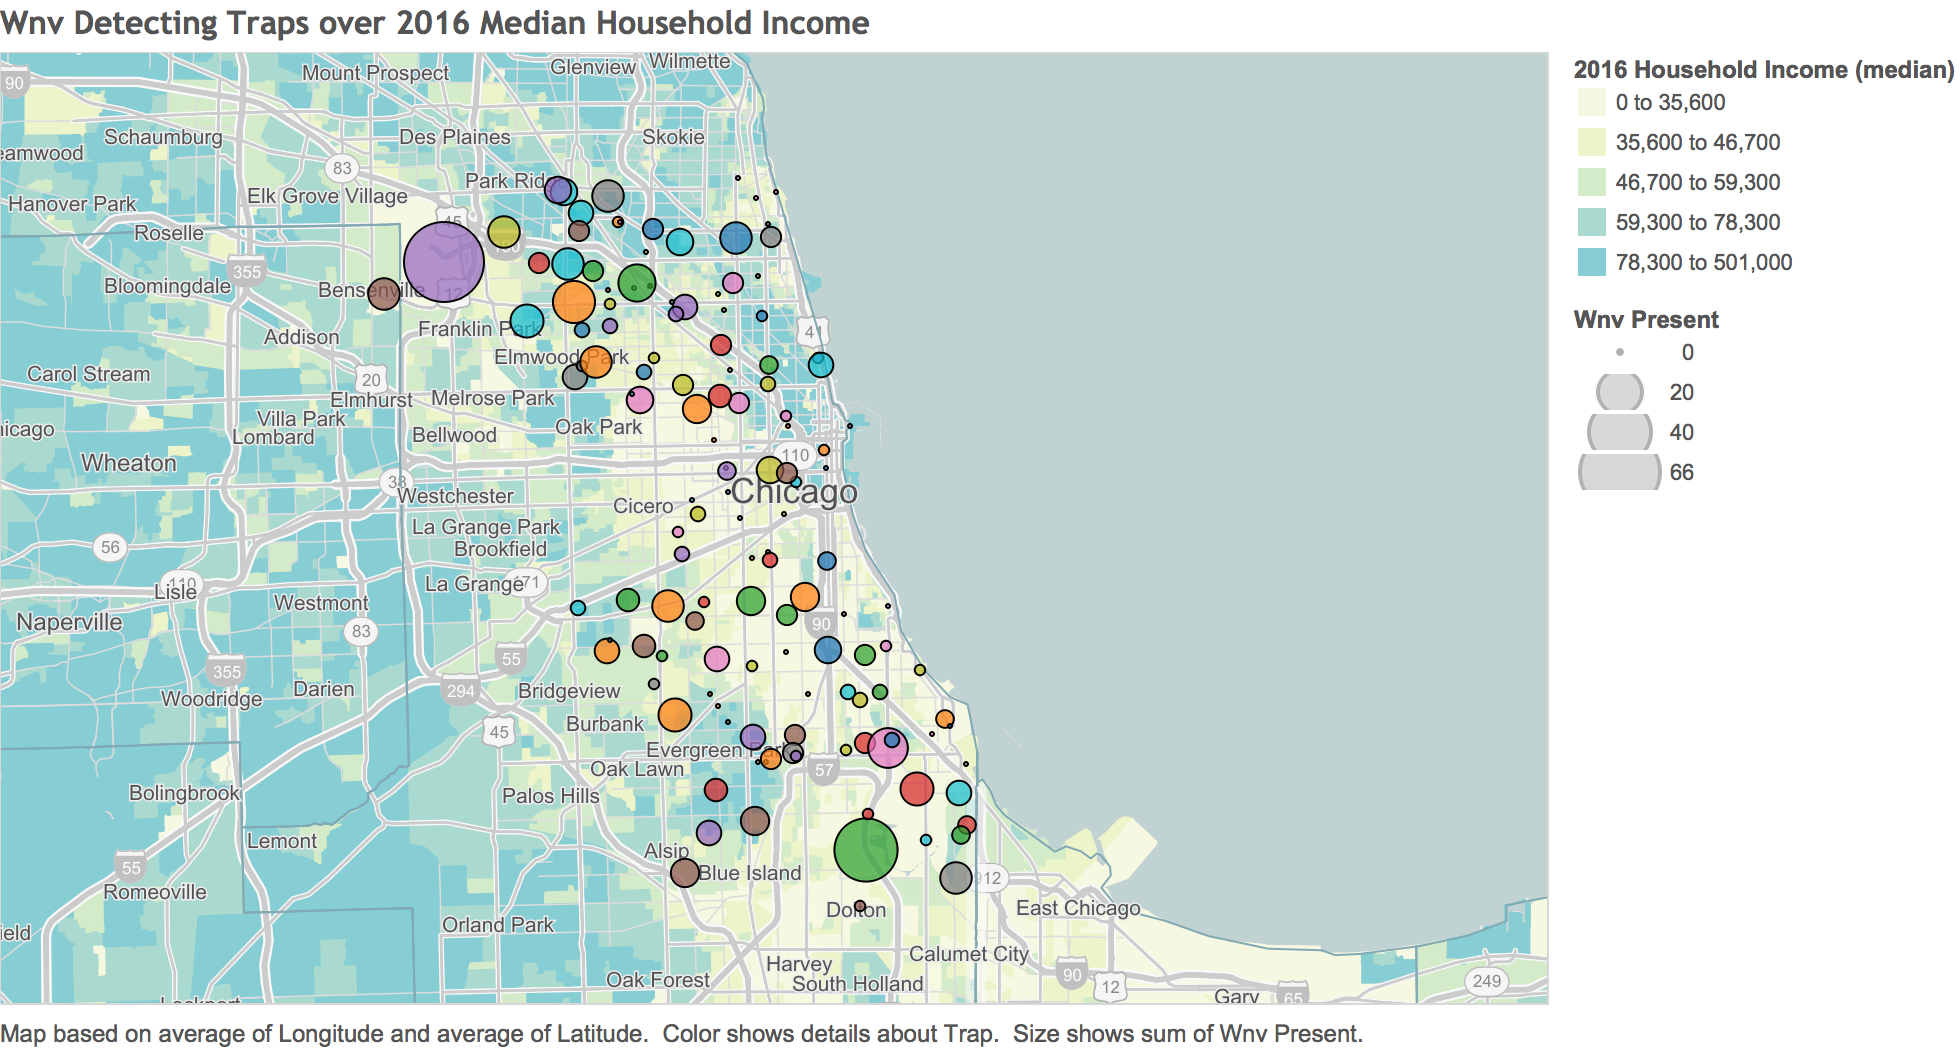 Wnv Detecting Traps over 2016 Median Household Income
2016 Household Income (median)
0 to 35,600
35,600 to 46,700
46,700 to 59,300
59,300 to 78,300
78,300 to 501,000
Wnv Present
0
20
40
66
Glenview
Wilmette
Mount Prospect
90
Schaumburg
Des Plaines
Skokie
eamwood
83
Park Rid
Elk Grove Village
Hanover Park
45
Roselle
355
Bloomingdale
Bensenville
12
Franklin Park
41
Addison
Elmwood Park
Carol Stream
20
Elmhurst
Melrose Park
Villa Park
Oak Park
icago
Lombard
Bellwood
110
Wheaton
38
Chicago
Westchester
Cicero
La Grange Park
56
Brookfield
110
Lisle
La Grange
171
Westmont
Naperville
83
90
55
355
294
Darien
Bridgeview
Woodridge
45
Burbank
Evergreen Park
Oak Lawn
57
Bolingbrook
Palos Hills
Lemont
Alsip
55
Blue Island
912
Romeoville
Dolton
East Chicago
ield
Orland Park
Calumet City
Harvey
90
Oak Forest
South Holland
12
249
Gary
65
Lockport
Map based on average of Longitude and average of Latitude.  Color shows details about Trap.  Size shows sum of Wnv Present.